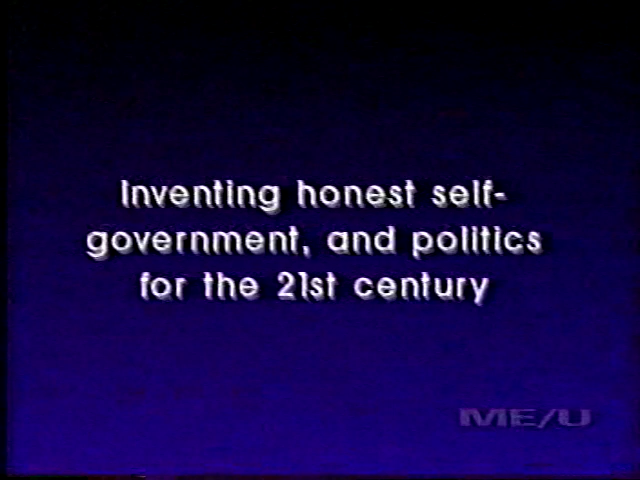 Inventing honest self-
government, and politics
for the 21st century
ME/U